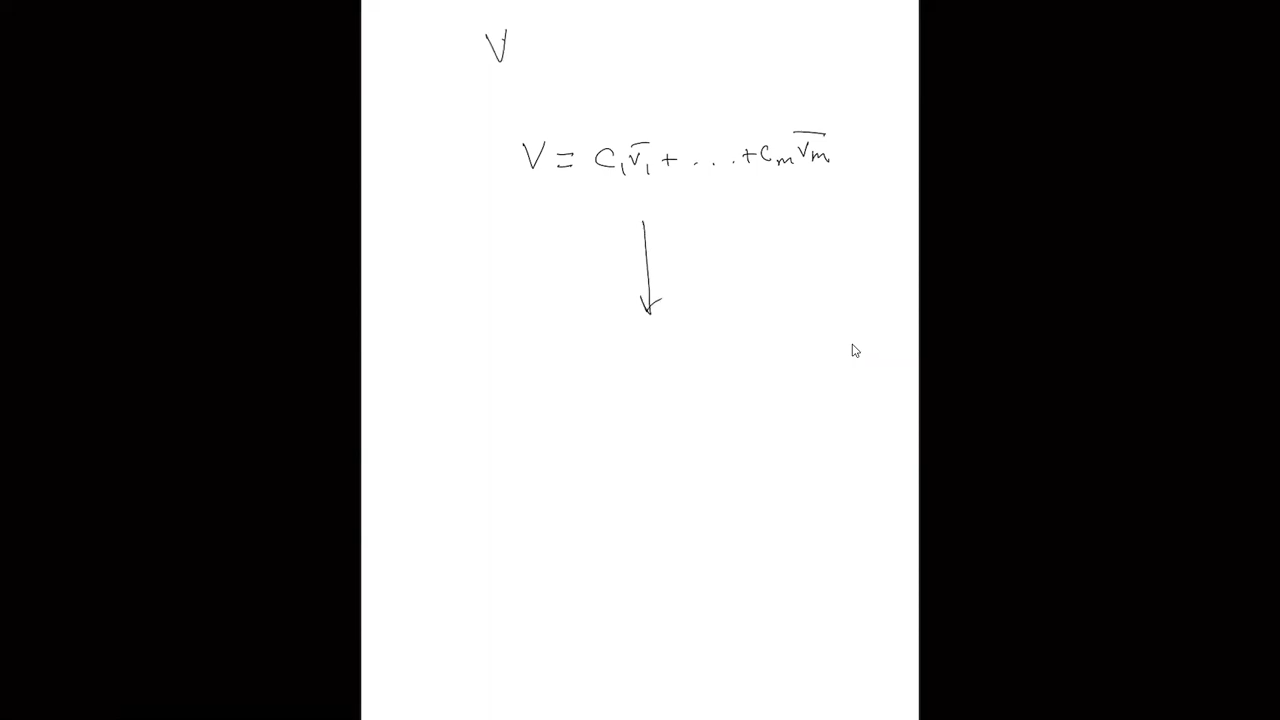 V
V = C₁v̅₁ + . . . + Cₘv̅ₘ